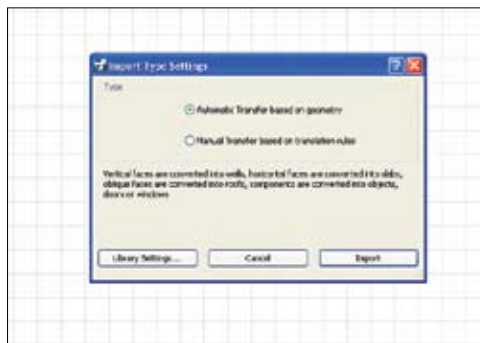 Import Type Settings
Type
Automatic Transfer based on geometry
Manual Transfer based on translation rules
Vertical faces are converted into walls, horizontal faces are converted into slabs,
oblique faces are converted into roofs, components are converted into objects,
doors or windows
Library Settings...
Cancel
Import